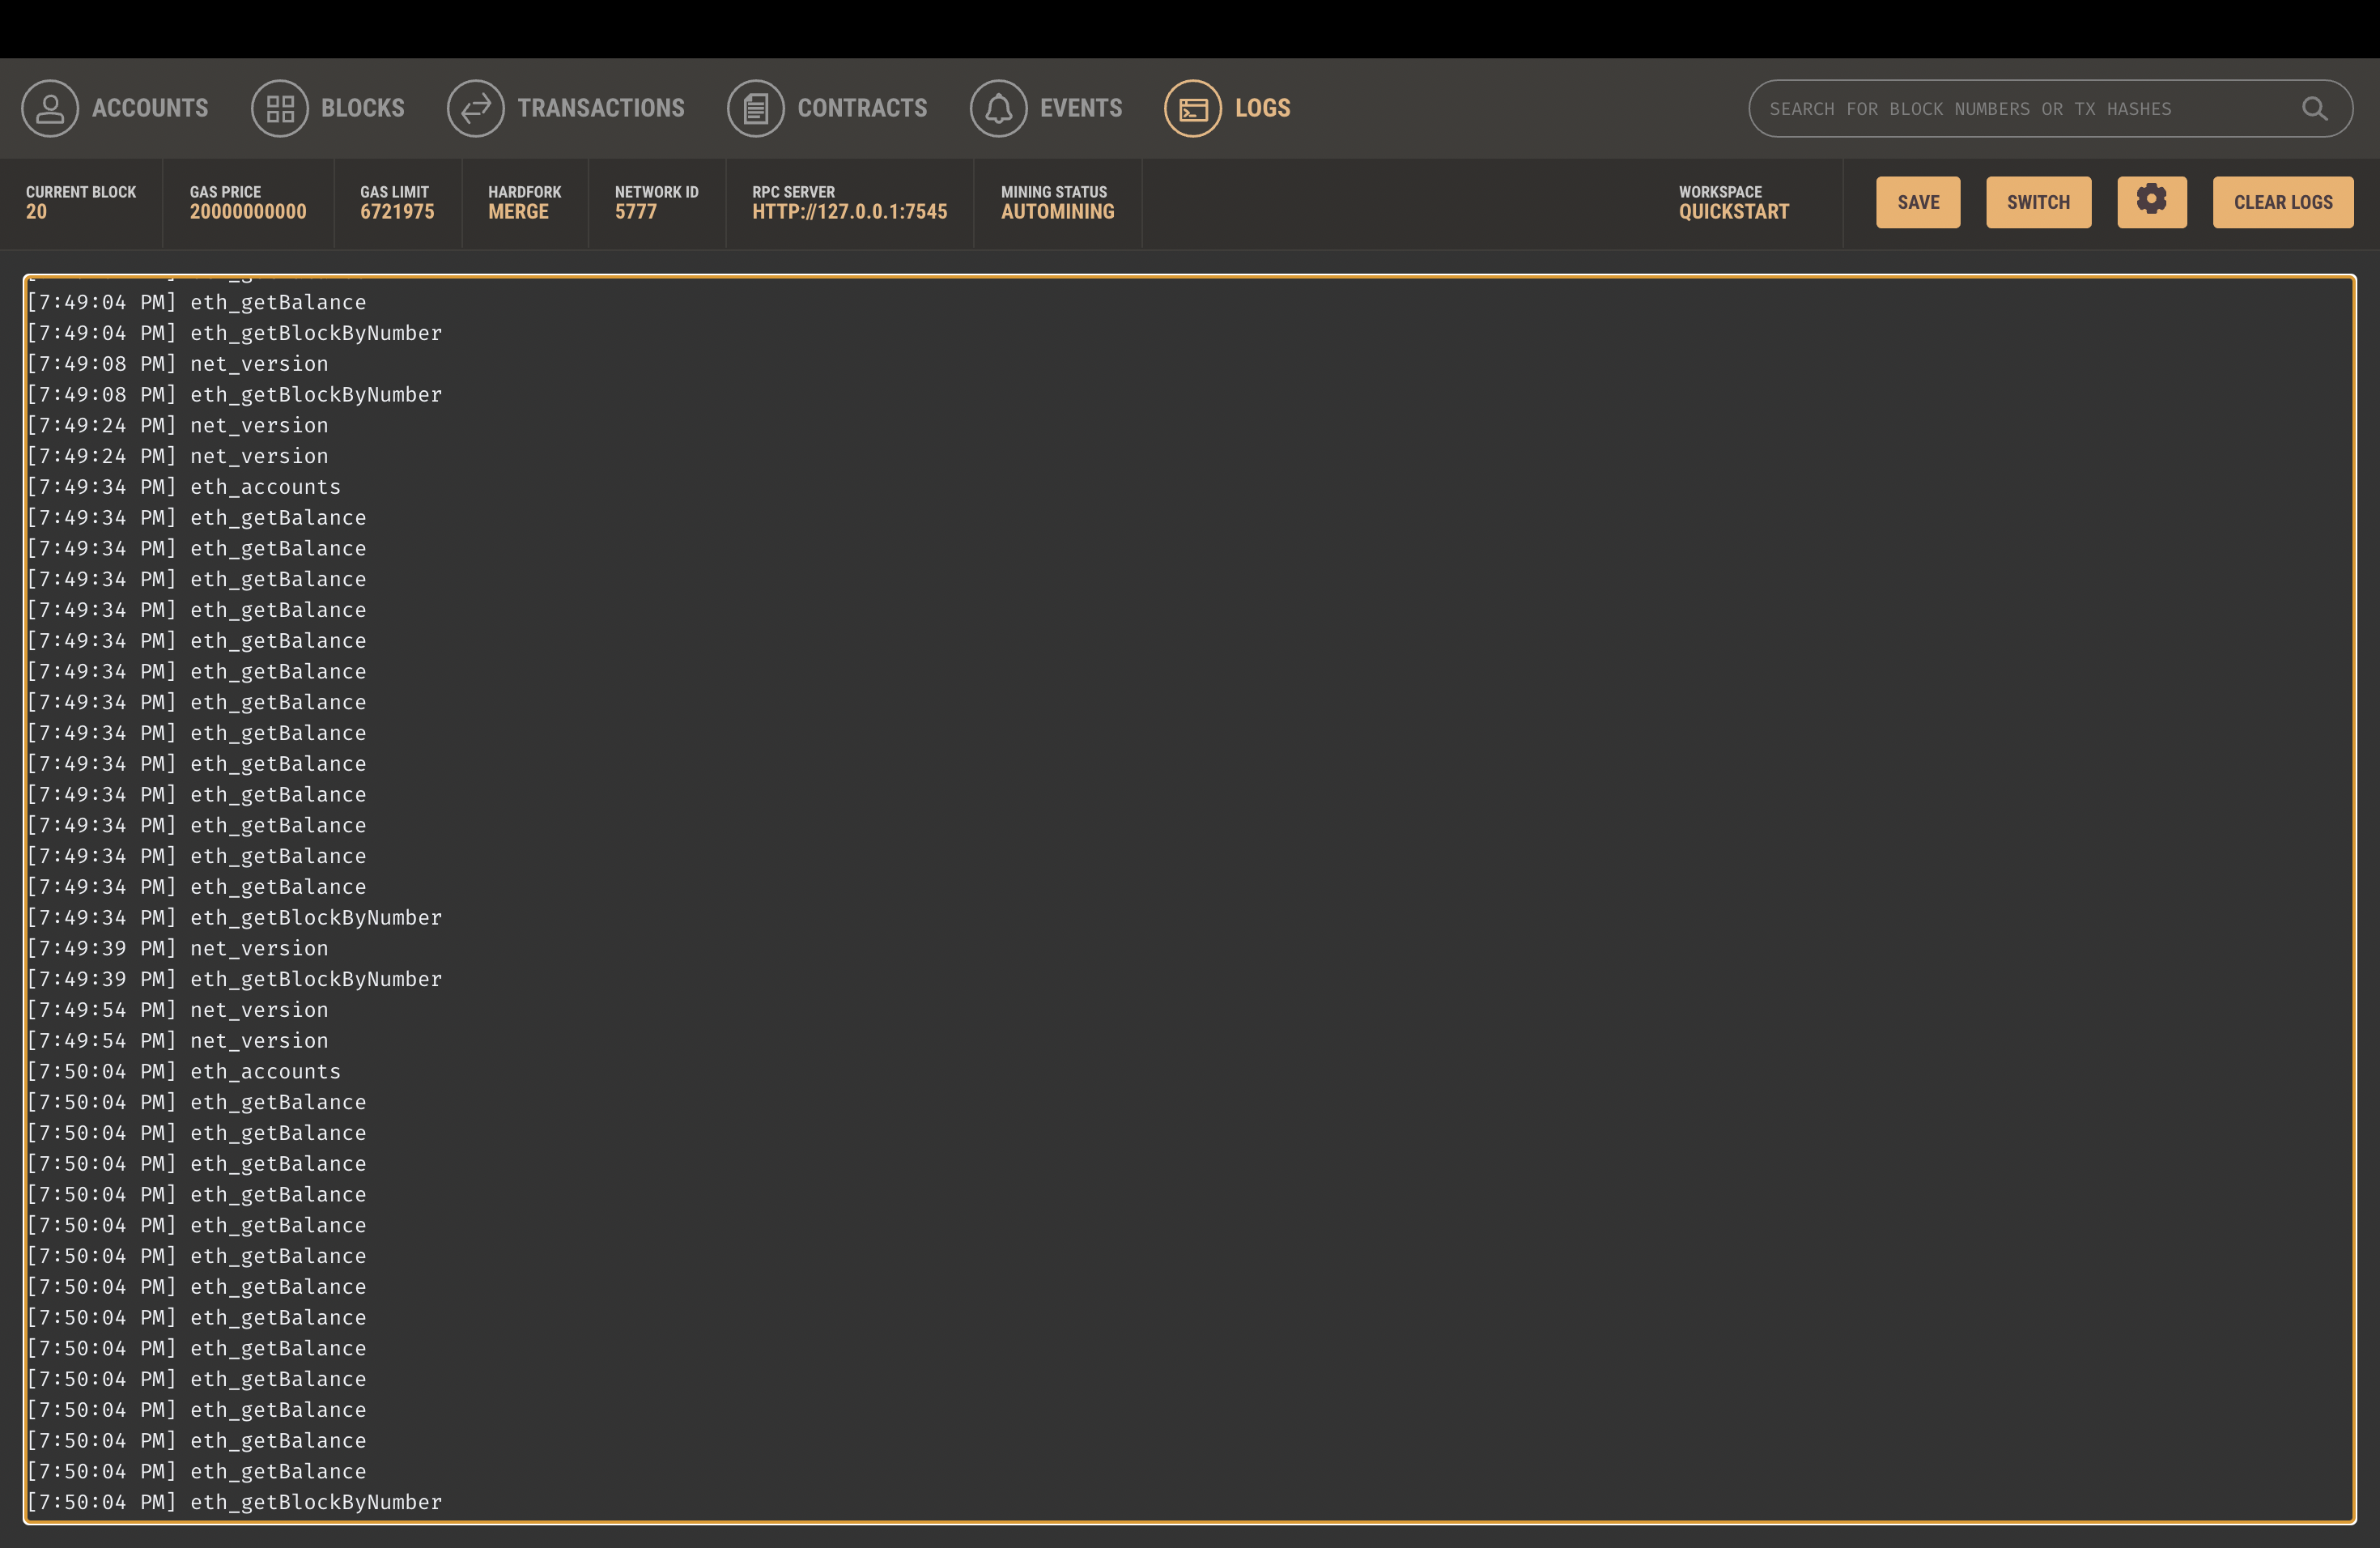 ACCOUNTS BLOCKS TRANSACTIONS CONTRACTS EVENTS LOGS SEARCH FOR BLOCK NUMBERS OR TX HASHES
CURRENT BLOCK GAS PRICE GAS LIMIT HARDFORK NETWORK ID RPC SERVER MINING STATUS WORKSPACE
20 20000000000 6721975 MERGE 5777 HTTP://127.0.0.1:7545 AUTOMINING QUICKSTART SAVE SWITCH CLEAR LOGS
[7:49:04 PM] eth_getBalance
[7:49:04 PM] eth_getBlockByNumber
[7:49:08 PM] net_version
[7:49:08 PM] eth_getBlockByNumber
[7:49:24 PM] net_version
[7:49:24 PM] net_version
[7:49:34 PM] eth_accounts
[7:49:34 PM] eth_getBalance
[7:49:34 PM] eth_getBalance
[7:49:34 PM] eth_getBalance
[7:49:34 PM] eth_getBalance
[7:49:34 PM] eth_getBalance
[7:49:34 PM] eth_getBalance
[7:49:34 PM] eth_getBalance
[7:49:34 PM] eth_getBalance
[7:49:34 PM] eth_getBalance
[7:49:34 PM] eth_getBalance
[7:49:34 PM] eth_getBalance
[7:49:34 PM] eth_getBalance
[7:49:34 PM] eth_getBalance
[7:49:34 PM] eth_getBlockByNumber
[7:49:39 PM] net_version
[7:49:39 PM] eth_getBlockByNumber
[7:49:54 PM] net_version
[7:49:54 PM] net_version
[7:50:04 PM] eth_accounts
[7:50:04 PM] eth_getBalance
[7:50:04 PM] eth_getBalance
[7:50:04 PM] eth_getBalance
[7:50:04 PM] eth_getBalance
[7:50:04 PM] eth_getBalance
[7:50:04 PM] eth_getBalance
[7:50:04 PM] eth_getBalance
[7:50:04 PM] eth_getBalance
[7:50:04 PM] eth_getBalance
[7:50:04 PM] eth_getBalance
[7:50:04 PM] eth_getBalance
[7:50:04 PM] eth_getBalance
[7:50:04 PM] eth_getBalance
[7:50:04 PM] eth_getBlockByNumber